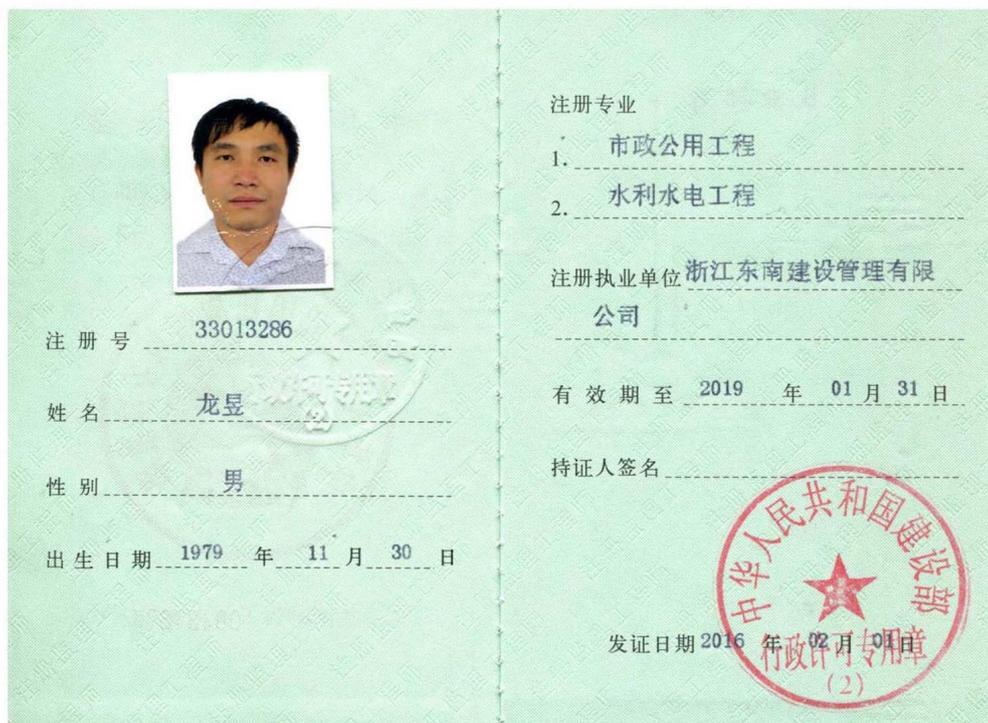 注册号 33013286
姓名 龙昱
性别 男
出生日期 1979 年 11 月 30 日
注册专业
1. 市政公用工程
2. 水利水电工程
注册执业单位 浙江东南建设管理有限
公司
有效期至 2019 年 01 月 31 日
持证人签名
中华人民共和国建设部
发证日期 2016 年 02 月 01 日
行政许可专用章
(2)